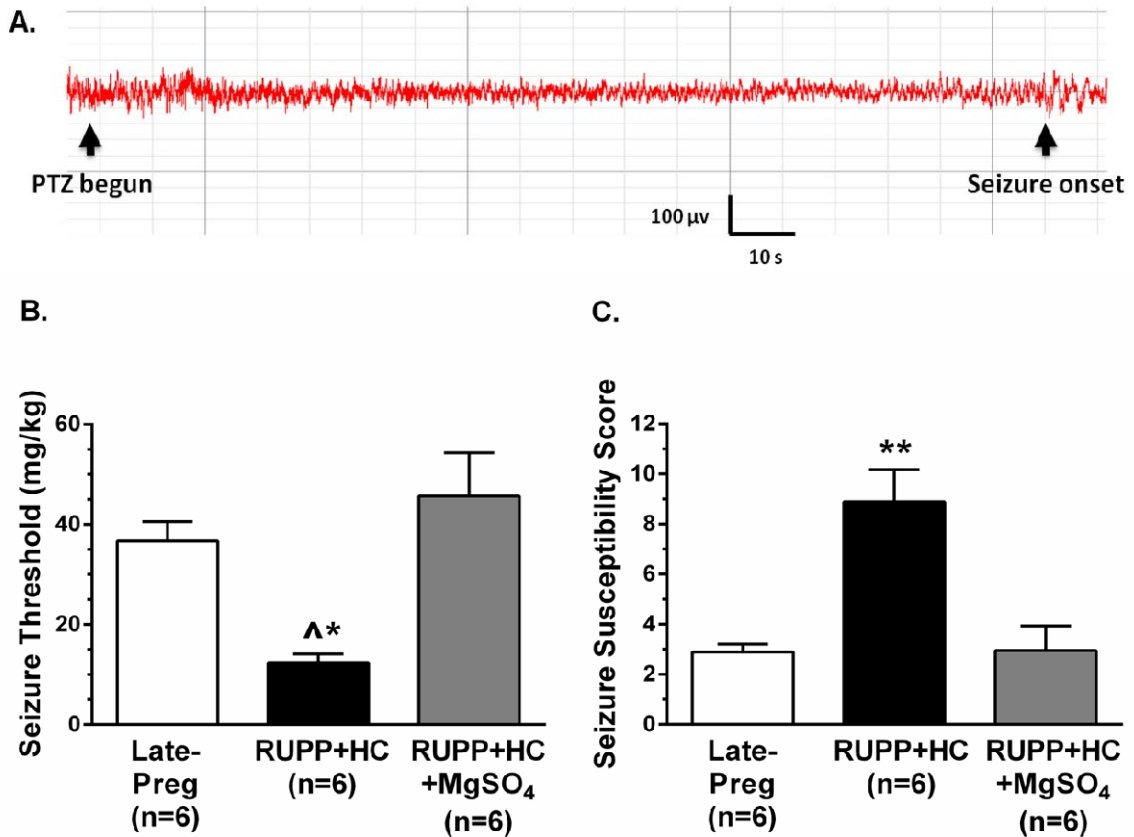 A.
PTZ begun
Seizure onset
100 μv
10 s
B.
Seizure Threshold (mg/kg)
60
40
20
0
^*
Late-
Preg
(n=6)
RUPP+HC
(n=6)
RUPP+HC
+MgSO₄
(n=6)
C.
Seizure Susceptibility Score
12
10
8
6
4
2
0
**
Late-
Preg
(n=6)
RUPP+HC
(n=6)
RUPP+HC
+MgSO₄
(n=6)